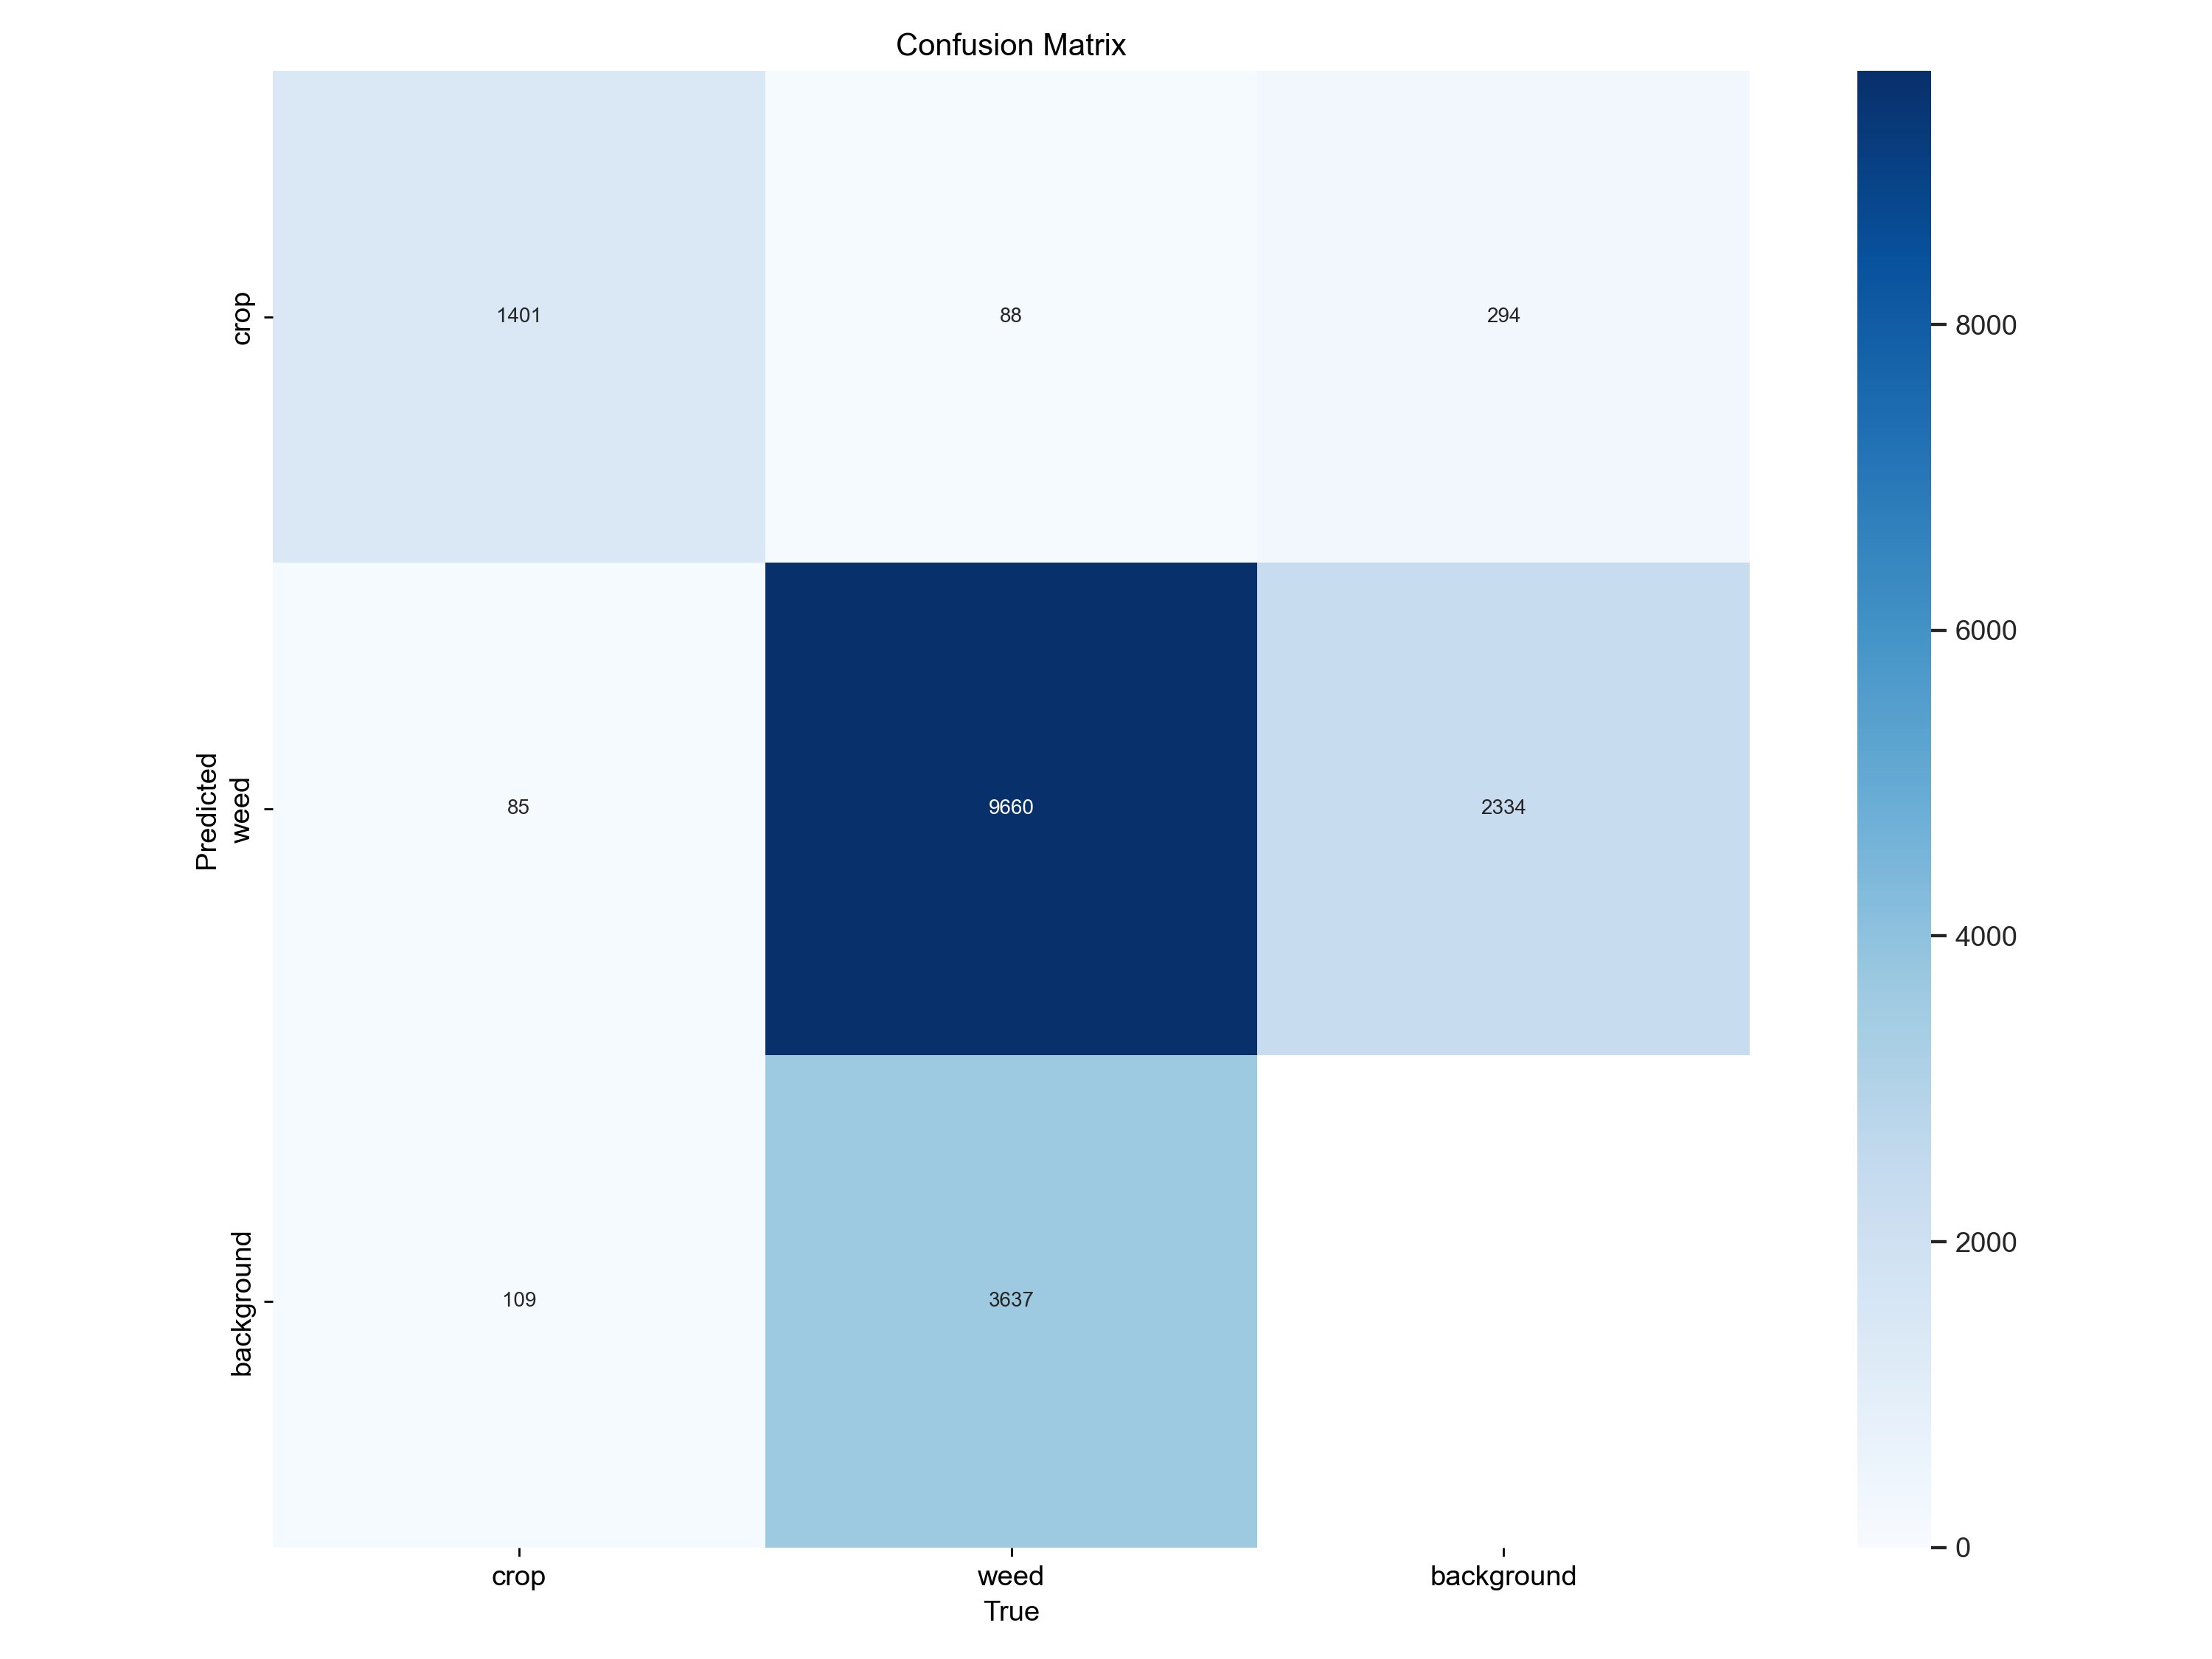 Confusion Matrix
Predicted
crop
1401
88
294
weed
85
9660
2334
background
109
3637
crop
weed
background
True
8000
6000
4000
2000
0